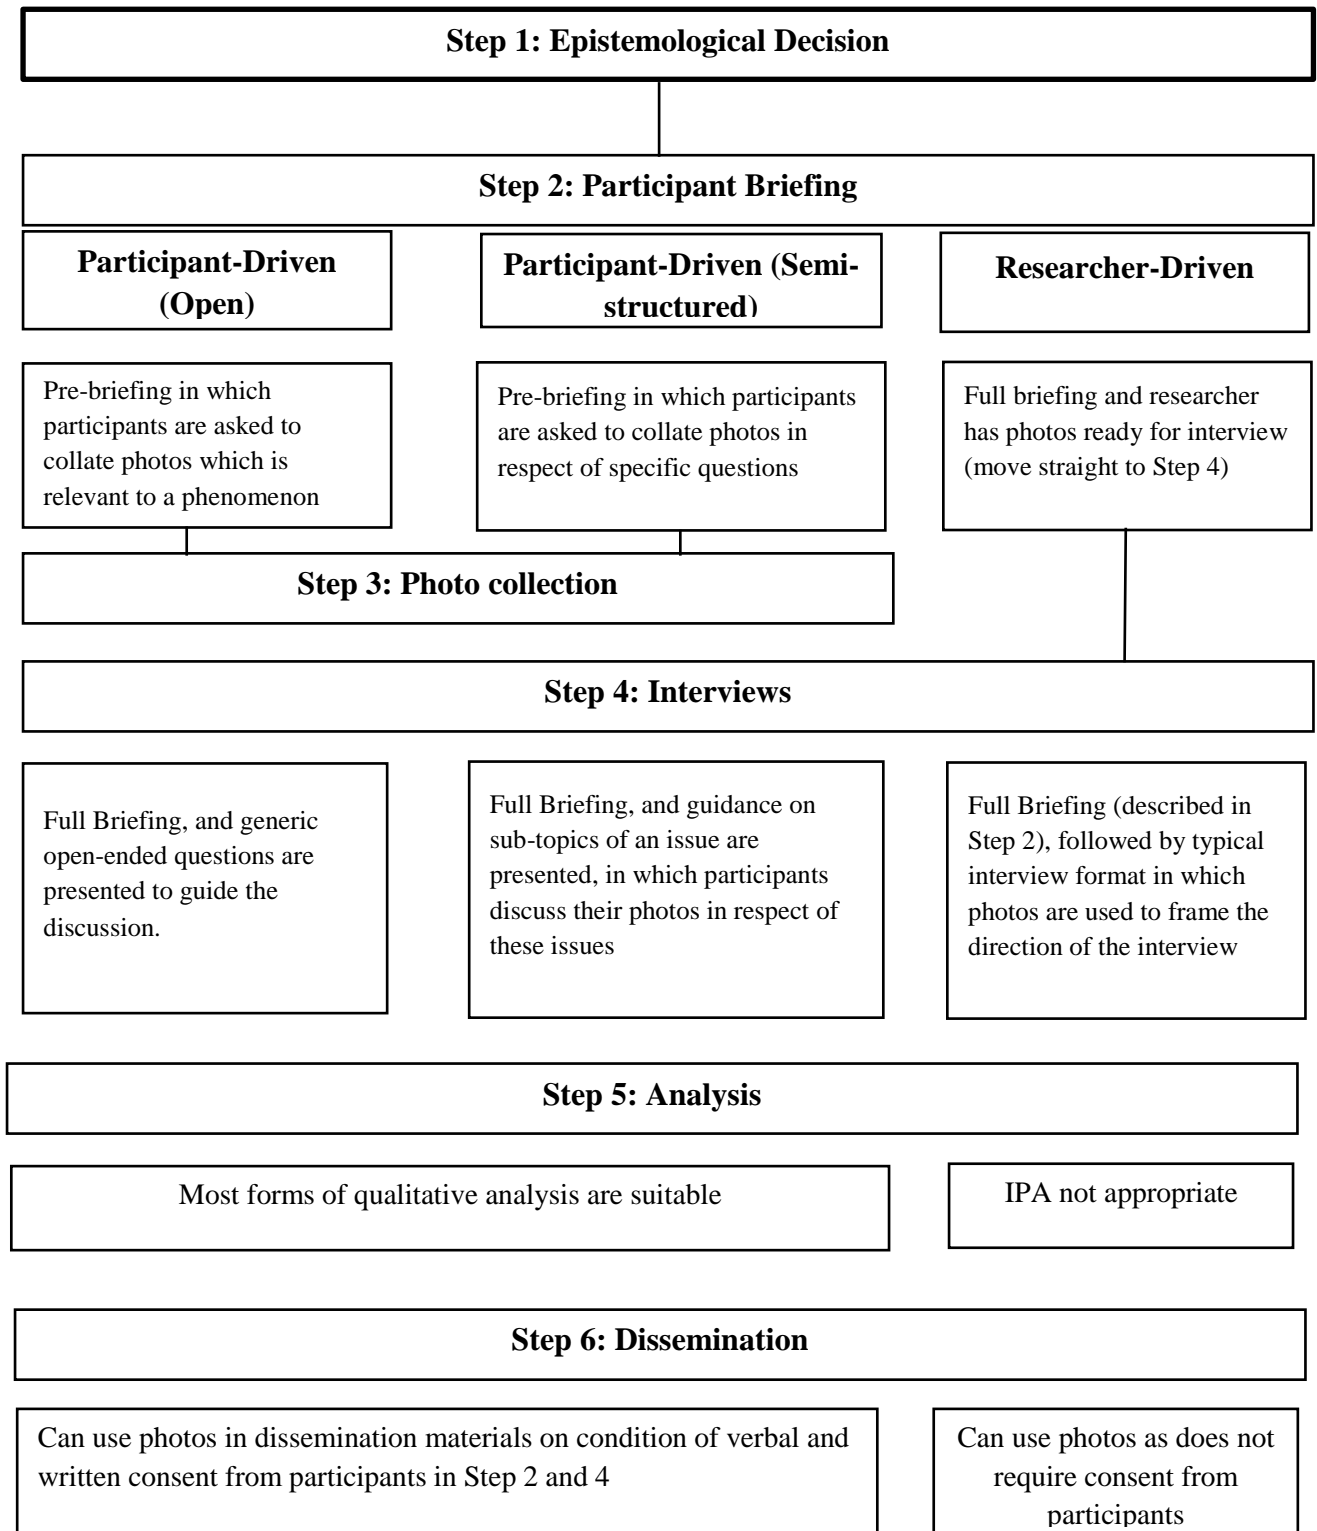 Step 1: Epistemological Decision
Step 2: Participant Briefing
Participant-Driven
(Open)
Participant-Driven (Semi-
structured)
Researcher-Driven
Pre-briefing in which
participants are asked to
collate photos which is
relevant to a phenomenon
Pre-briefing in which participants
are asked to collate photos in
respect of specific questions
Full briefing and researcher
has photos ready for interview
(move straight to Step 4)
Step 3: Photo collection
Step 4: Interviews
Full Briefing, and generic
open-ended questions are
presented to guide the
discussion.
Full Briefing, and guidance on
sub-topics of an issue are
presented, in which participants
discuss their photos in respect of
these issues
Full Briefing (described in
Step 2), followed by typical
interview format in which
photos are used to frame the
direction of the interview
Step 5: Analysis
Most forms of qualitative analysis are suitable
IPA not appropriate
Step 6: Dissemination
Can use photos in dissemination materials on condition of verbal and
written consent from participants in Step 2 and 4
Can use photos as does not
require consent from
participants